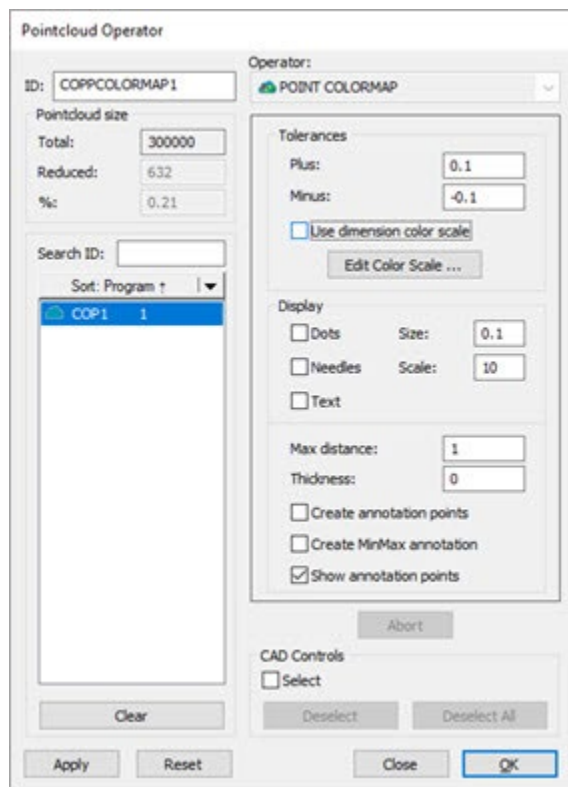 Pointcloud Operator
ID: COPPCOLORMAP1
Operator:
POINT COLORMAP
Pointcloud size
Total: 300000
Reduced: 632
%: 0.21
Search ID:
Sort: Program ↑
COP1 1
Clear
Tolerances
Plus: 0.1
Minus: -0.1
Use dimension color scale
Edit Color Scale ...
Display
Dots Size: 0.1
Needles Scale: 10
Text
Max distance: 1
Thickness: 0
Create annotation points
Create MinMax annotation
Show annotation points
Abort
CAD Controls
Select
Deselect Deselect All
Apply Reset Close OK